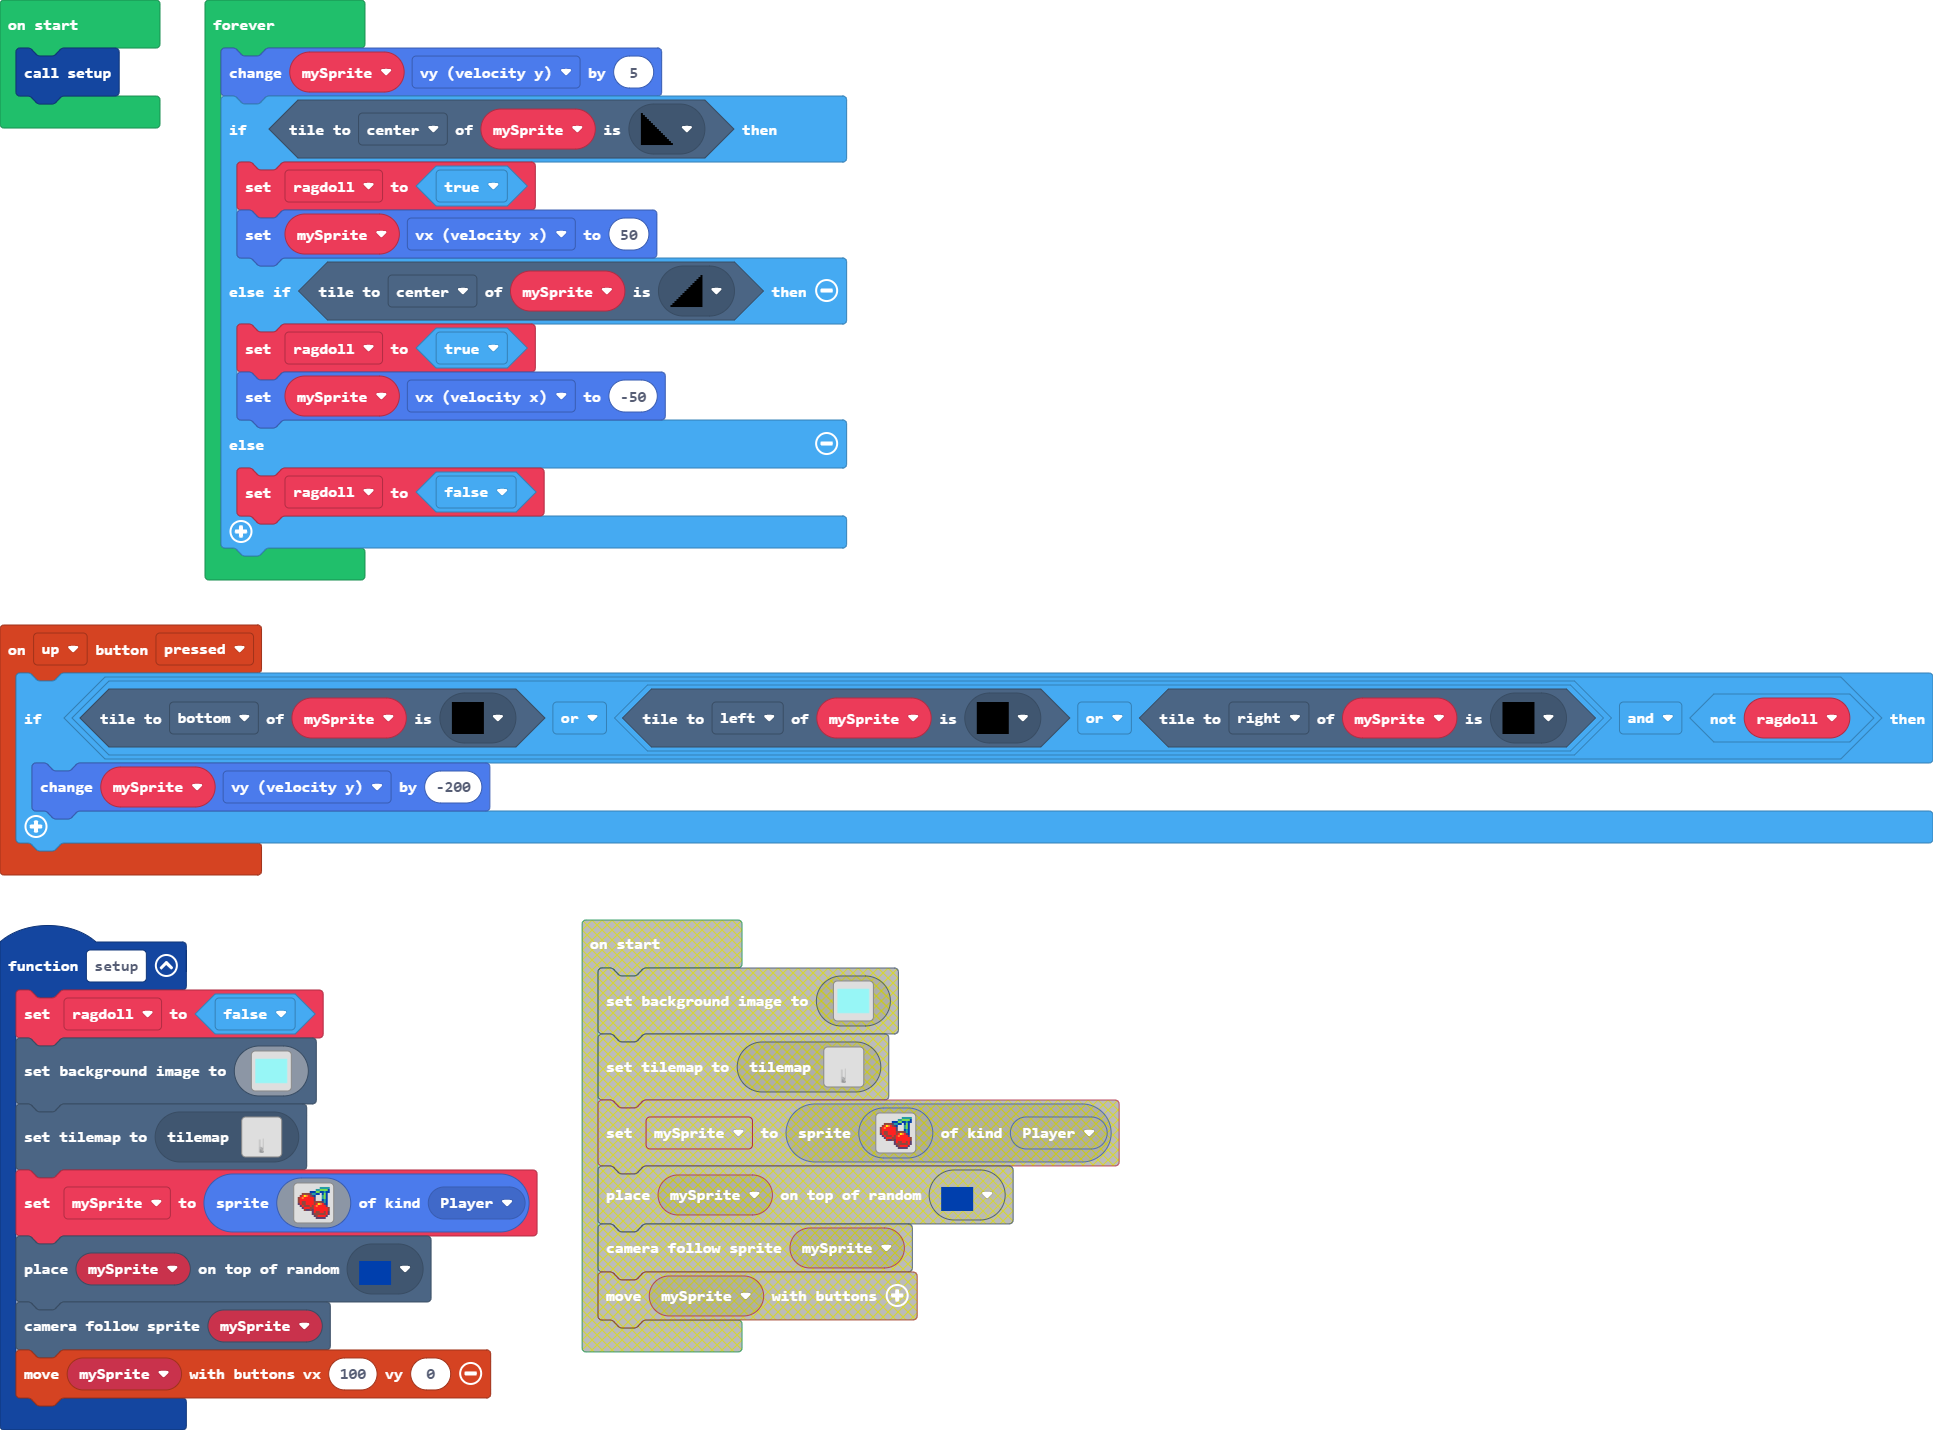 on start
call setup
forever
change mySprite vy (velocity y) by 5
if tile to center of mySprite is then
set ragdoll to true
set mySprite vx (velocity x) to 50
else if tile to center of mySprite is then
set ragdoll to true
set mySprite vx (velocity x) to -50
else
set ragdoll to false
on up button pressed
if tile to bottom of mySprite is or tile to left of mySprite is or tile to right of mySprite is and not ragdoll then
change mySprite vy (velocity y) by -200
function setup
set ragdoll to false
set background image to
set tilemap to tilemap
set mySprite to sprite of kind Player
place mySprite on top of random
camera follow sprite mySprite
move mySprite with buttons vx 100 vy 0
on start
set background image to
set tilemap to tilemap
set mySprite to sprite of kind Player
place mySprite on top of random
camera follow sprite mySprite
move mySprite with buttons